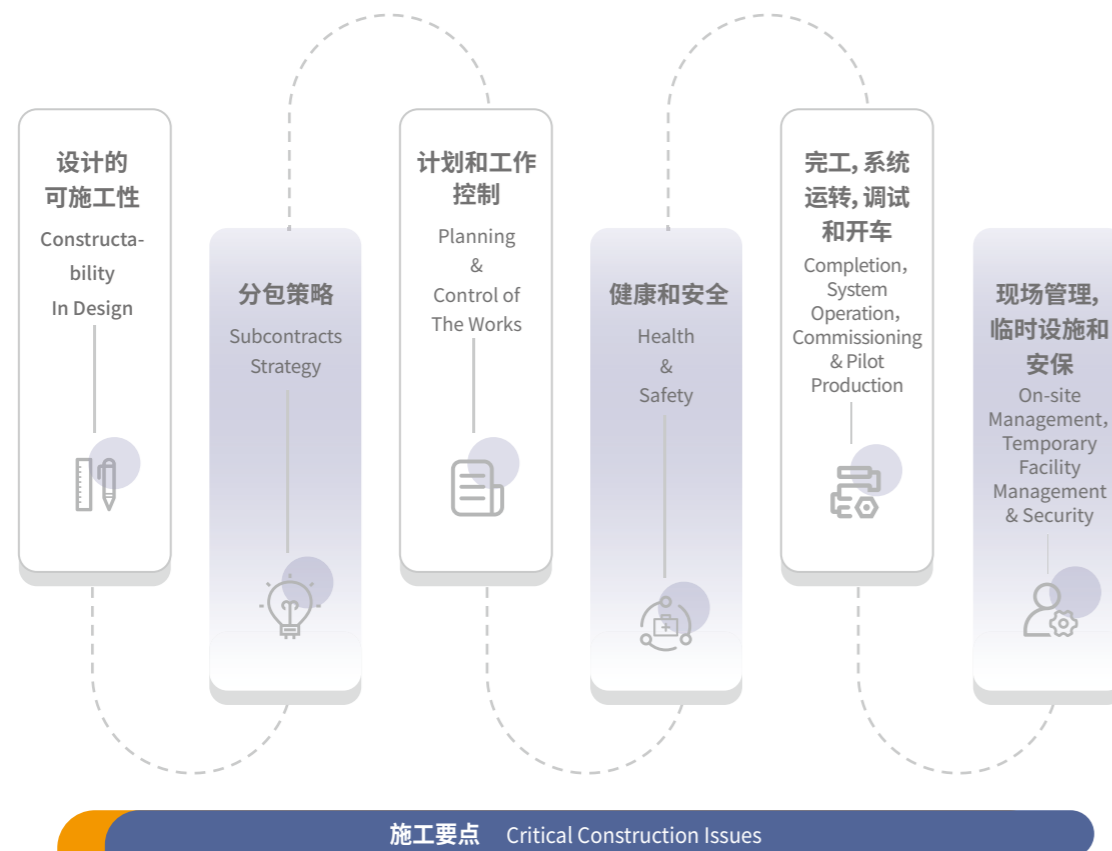 设计的
可施工性
Constructa-
bility
In Design
分包策略
Subcontracts
Strategy
计划和工作
控制
Planning
&
Control of
The Works
健康和安全
Health
&
Safety
完工，系统
运转，调试
和开车
Completion，
System
Operation，
Commissioning
& Pilot
Production
现场管理，
临时设施和
安保
On-site
Management，
Temporary
Facility
Management
& Security
施工要点 Critical Construction Issues